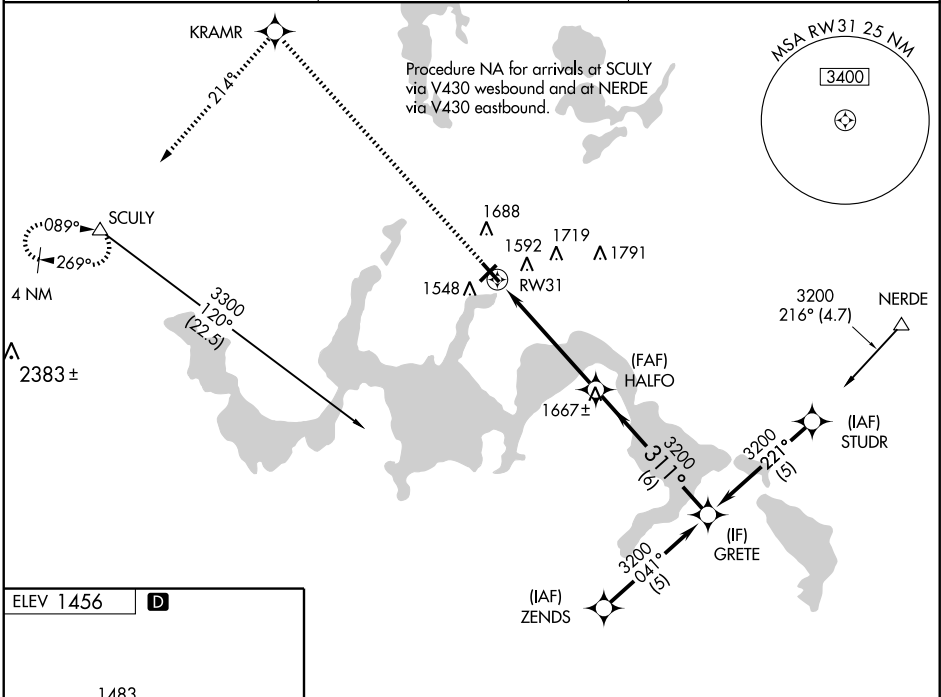 KRAMR
MSA RW31 25 NM
3400
Procedure NA for arrivals at SCULY
via V430 wesbound and at NERDE
via V430 eastbound.
214°
SCULY
089°
269°
4 NM
1688
1592
1719
1791
1548
RW31
3300
120°
(22.5)
3200
216° (4.7)
NERDE
2383 ±
(FAF)
HALFO
1667±
(IAF)
STUDR
3200
221°
(5)
3200
311°
(6)
(IF)
GRETE
3200
041°
(5)
(IAF)
ZENDS
ELEV 1456
D
1483